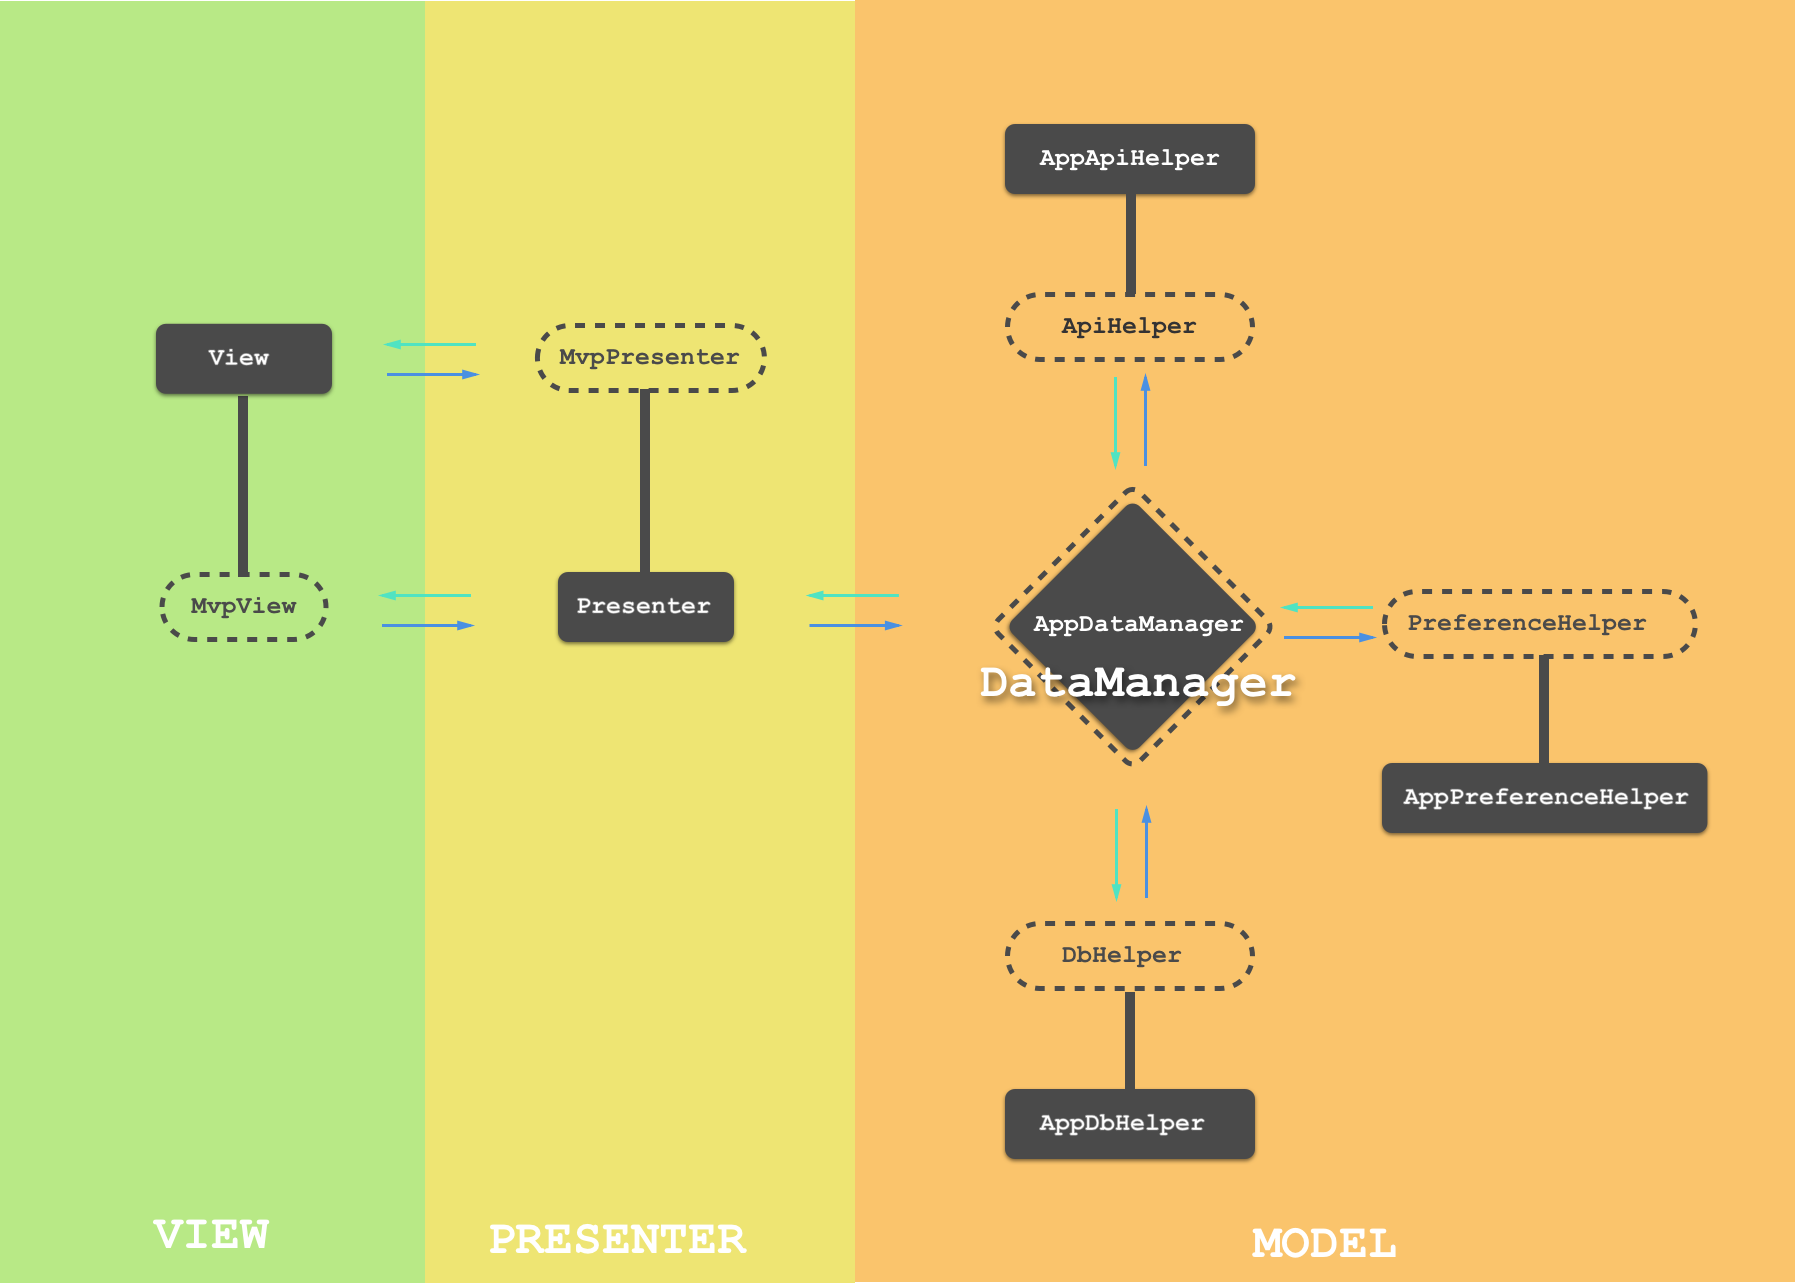 AppApiHelper
ApiHelper
View
MvpPresenter
MvpView
Presenter
AppDataManager
DataManager
PreferenceHelper
AppPreferenceHelper
DbHelper
AppDbHelper
VIEW
PRESENTER
MODEL